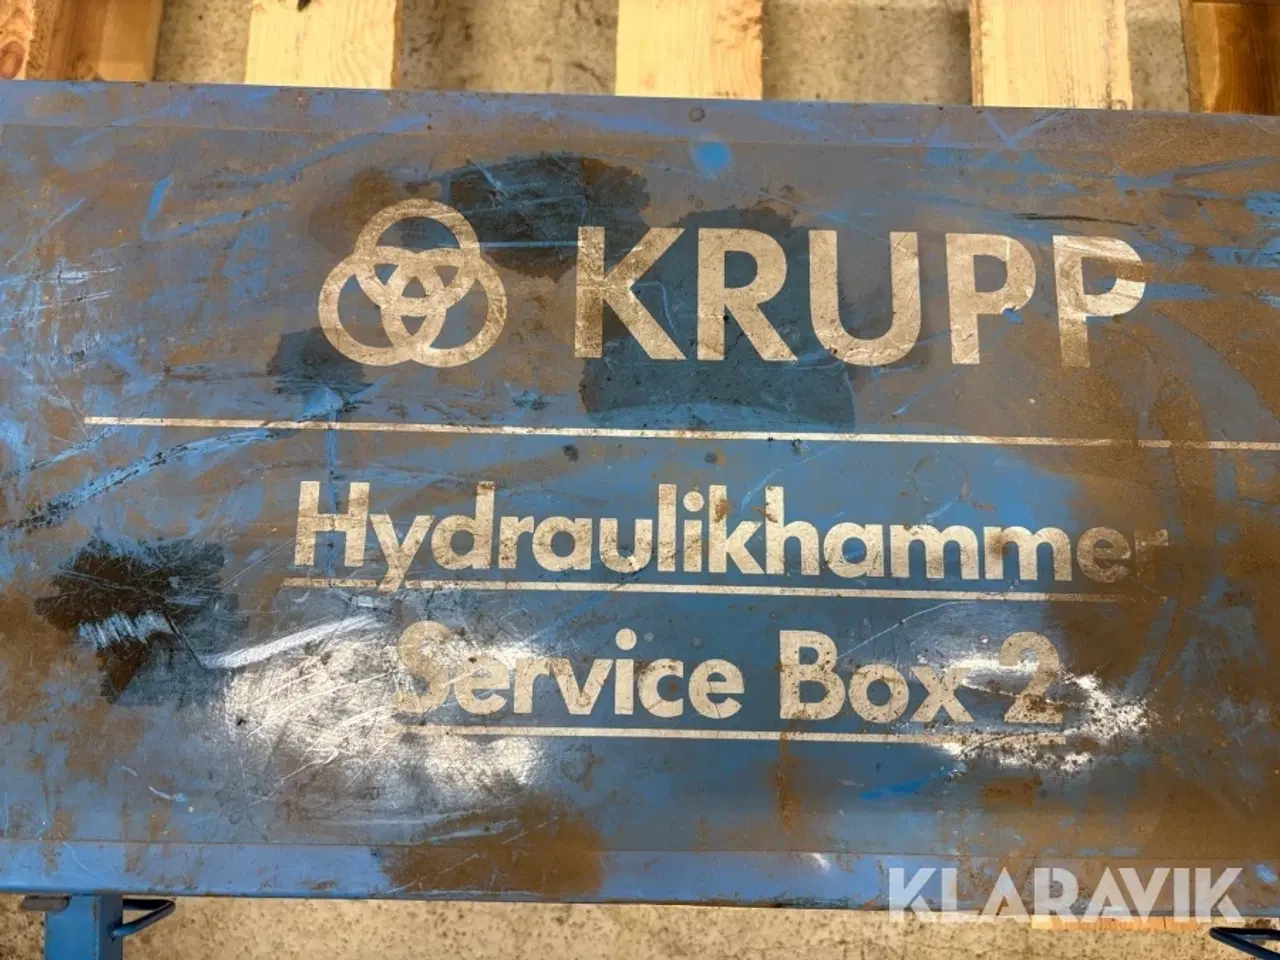 KRUPP
Hydraulikhammer
Service Box 2
KLARAVIK